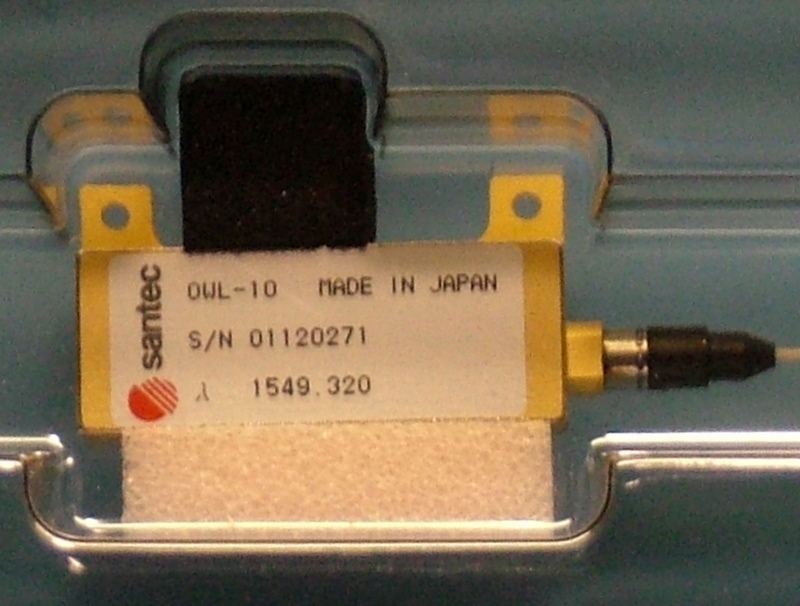 santec
OWL-10 MADE IN JAPAN
S/N 01120271
λ 1549.320